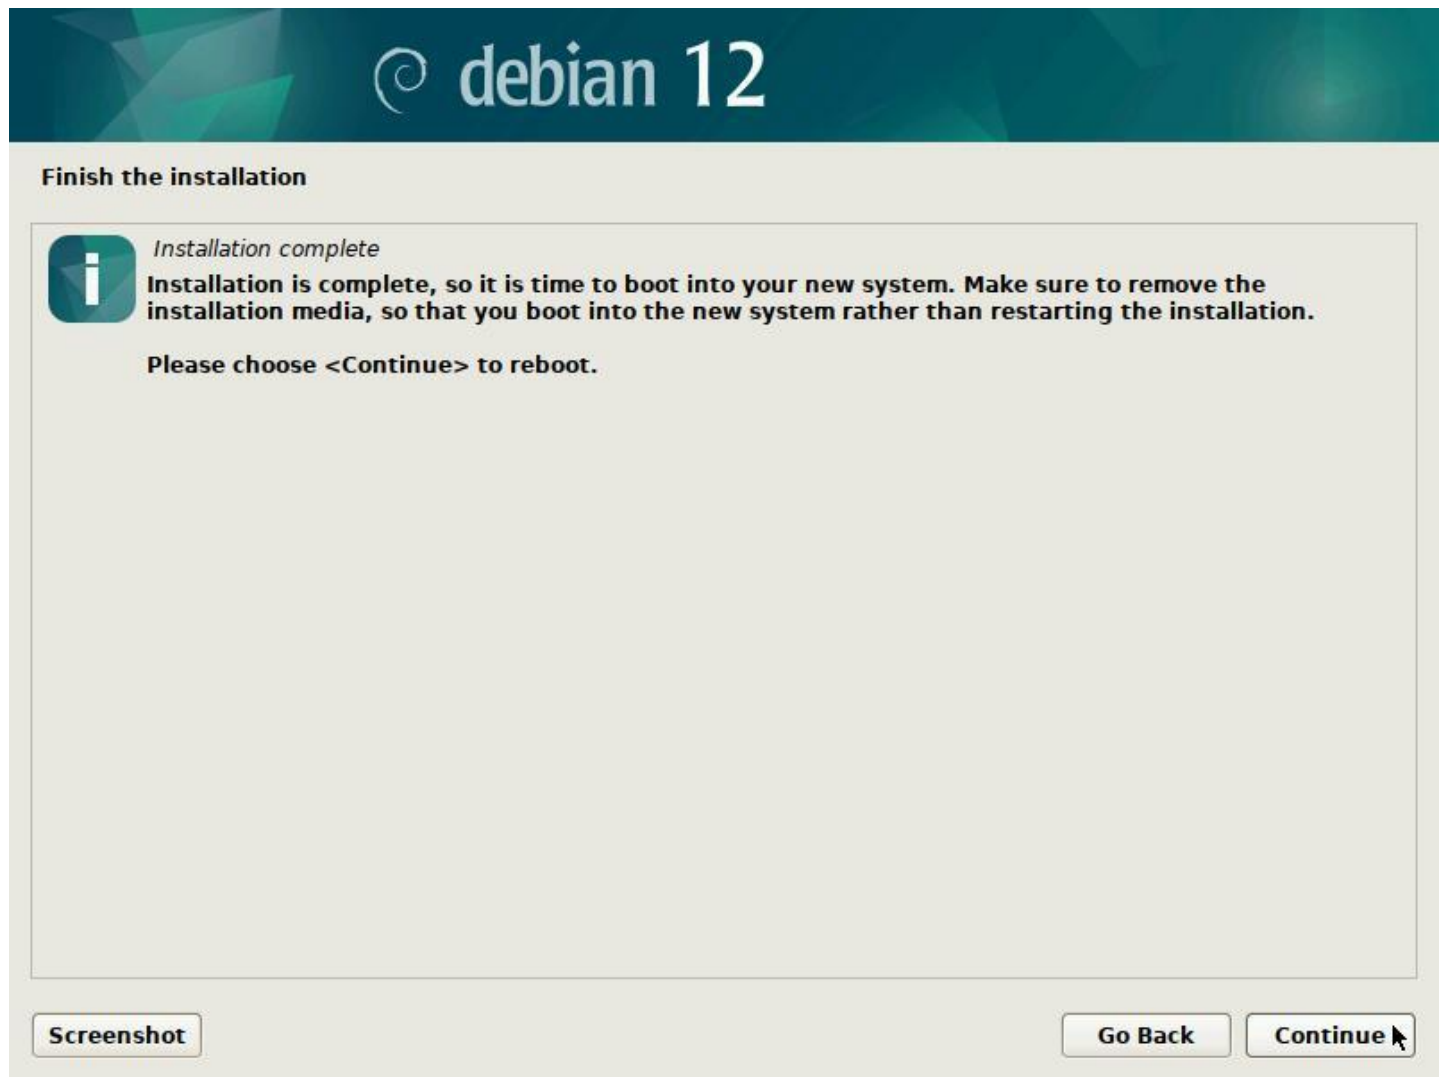 debian 12
Finish the installation
i
Installation complete
Installation is complete, so it is time to boot into your new system. Make sure to remove the
installation media, so that you boot into the new system rather than restarting the installation.
Please choose <Continue> to reboot.
Screenshot
Go Back
Continue